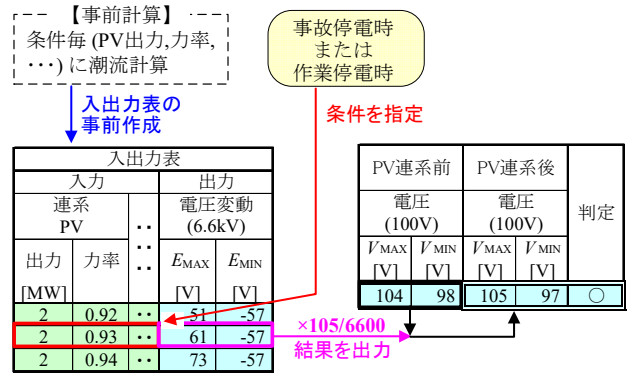 【事前計算】
条件毎 (PV出力,力率,
･･･) に潮流計算
事故停電時
または
作業停電時
入出力表の
事前作成
条件を指定
入出力表
入力 出力
連系
PV
‥
‥
‥
電圧変動
(6.6kV)
出力
[MW]
力率
EMAX
[V]
EMIN
[V]
2 0.92 ‥ 51 -57
2 0.93 ‥ 61 -57
2 0.94 ‥ 73 -57
×105/6600
結果を出力
PV連系前 PV連系後 判定
電圧
(100V)
電圧
(100V)
VMAX VMIN VMAX VMIN
[V] [V] [V] [V]
104 98 105 97 〇